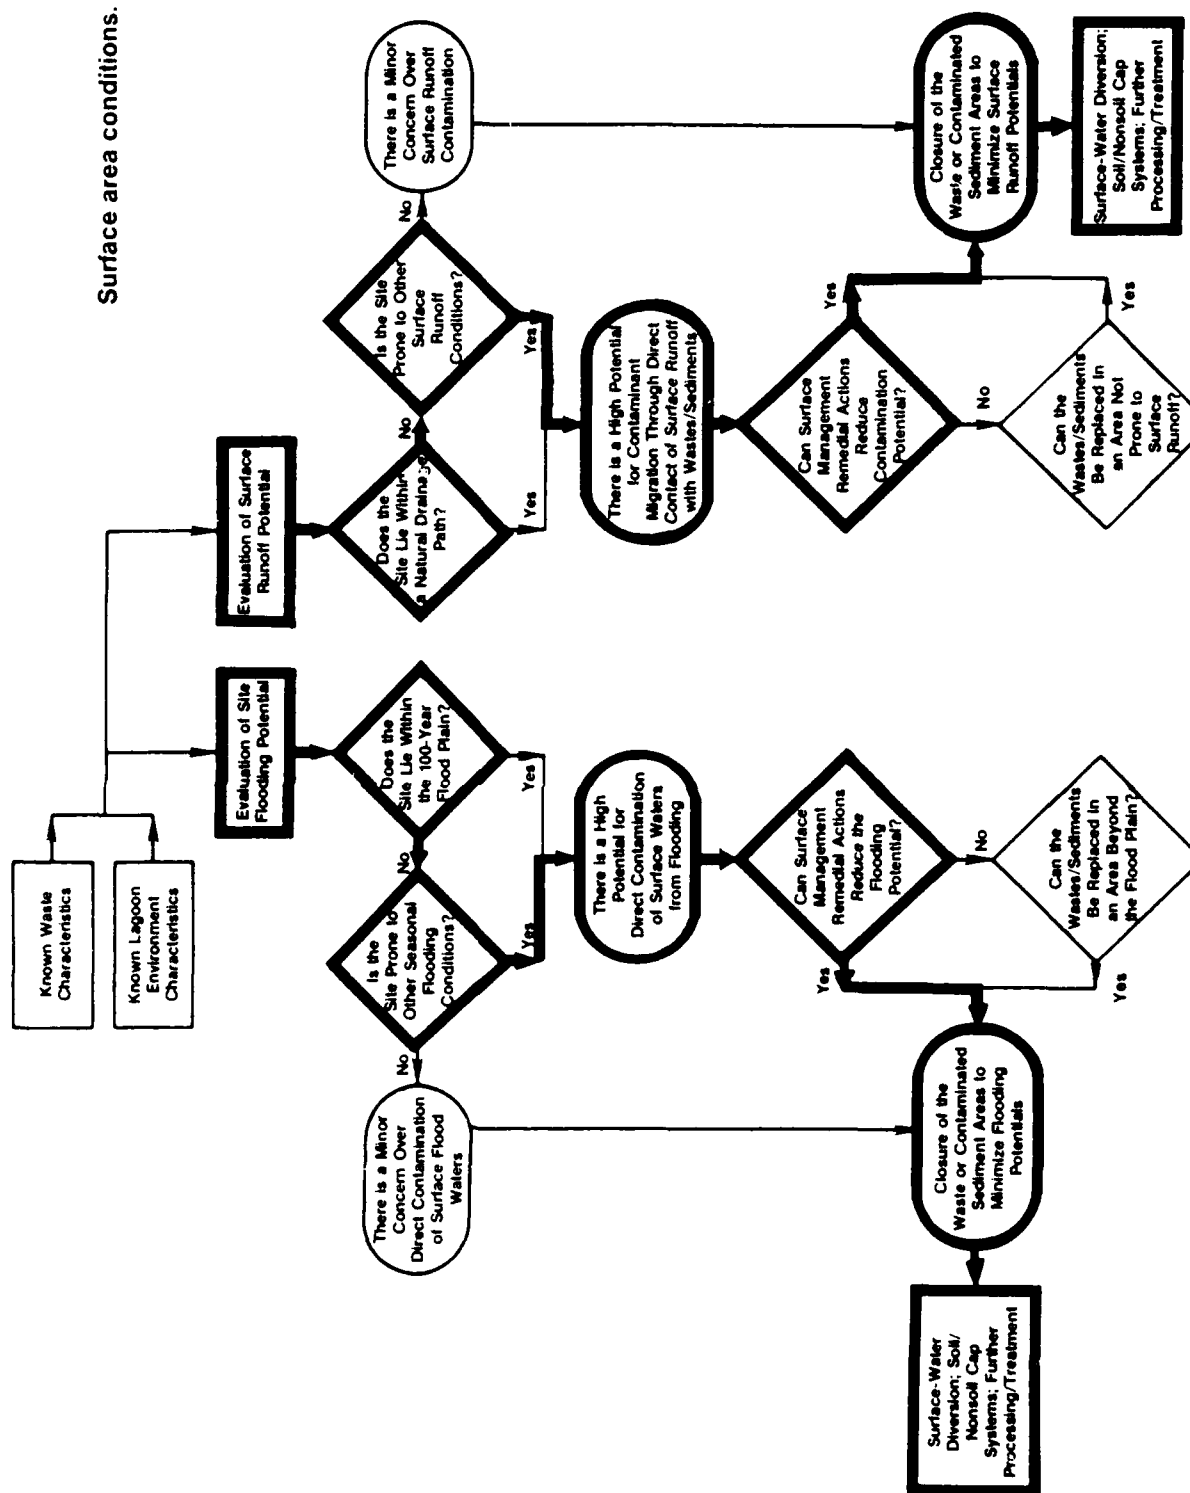 Surface area conditions.
Known Waste
Characteristics
Known Lagoon
Environment
Characteristics
Evaluation of Site
Flooding Potential
Evaluation of Surface
Runoff Potential
Does the
Site Lie Within
the 100-Year
Flood Plain?
No
Yes
Is the
Site Prone to
Other Seasonal
Flooding
Conditions?
No
Yes
There is a Minor
Concern Over
Direct Contamination
of Surface Flood
Waters
There is a High
Potential for
Direct Contamination
of Surface Waters
from Flooding
Can Surface
Management
Remedial Actions
Reduce the
Flooding
Potential?
Yes
No
Can the
Wastes/Sediments
Be Replaced in
an Area Beyond
the Flood Plain?
Yes
Closure of the
Waste or Contaminated
Sediment Areas to
Minimize Flooding
Potentials
Surface-Water
Diversion; Soil/
Nonsoil Cap
Systems; Further
Processing/Treatment
Does the
Site Lie Within
a Natural Drainage
Path?
No
Yes
Is the Site
Prone to Other
Surface
Runoff
Conditions?
No
Yes
There is a Minor
Concern Over
Surface Runoff
Contamination
There is a High Potential
for Contaminant
Migration Through Direct
Contact of Surface Runoff
with Wastes/Sediments
Can Surface
Management
Remedial Actions
Reduce
Contamination
Potential?
Yes
No
Can the
Wastes/Sediments
Be Replaced in
an Area Not
Prone to
Surface
Runoff?
Yes
Closure of the
Waste or Contaminated
Sediment Areas to
Minimize Surface
Runoff Potentials
Surface-Water Diversion;
Soil/Nonsoil Cap
Systems; Further
Processing/Treatment